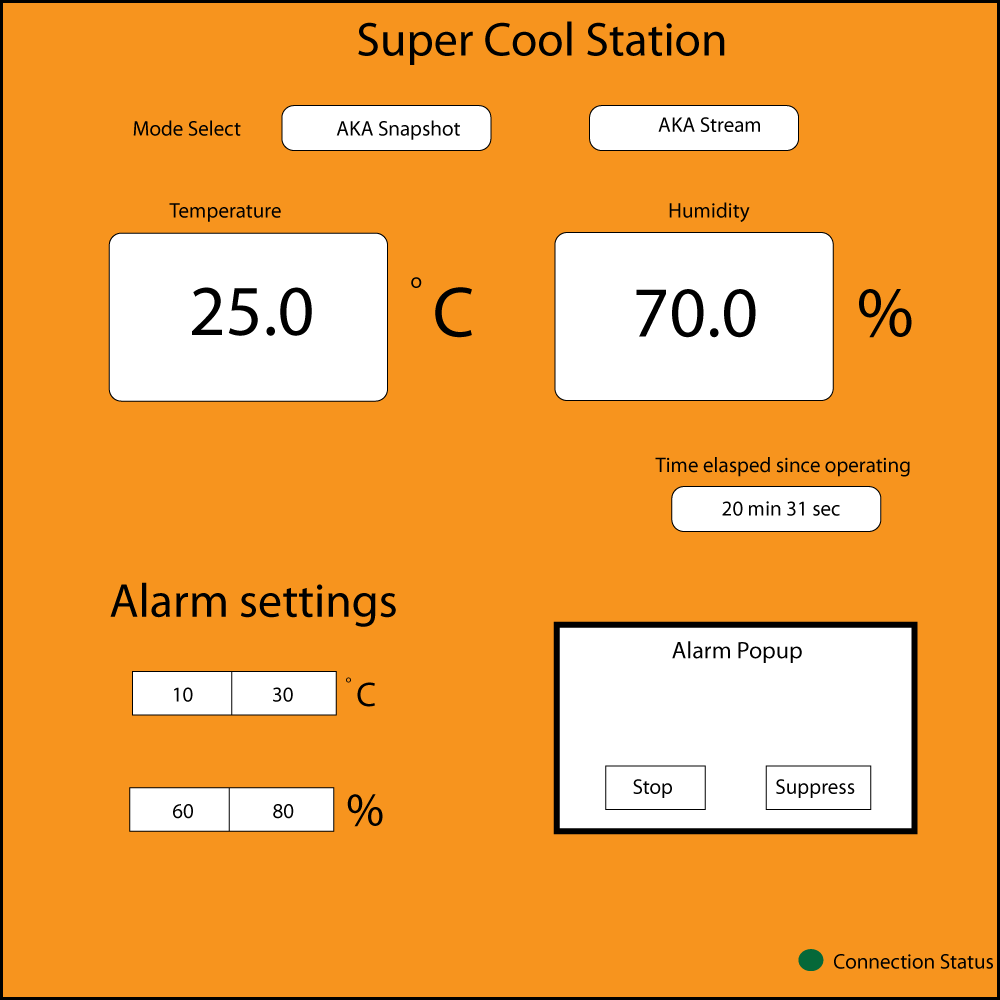 Super Cool Station
Mode Select AKA Snapshot AKA Stream
Temperature Humidity
25.0 °C 70.0 %
Time elasped since operating
20 min 31 sec
Alarm settings
10 30 °C
60 80 %
Alarm Popup
Stop Suppress
Connection Status